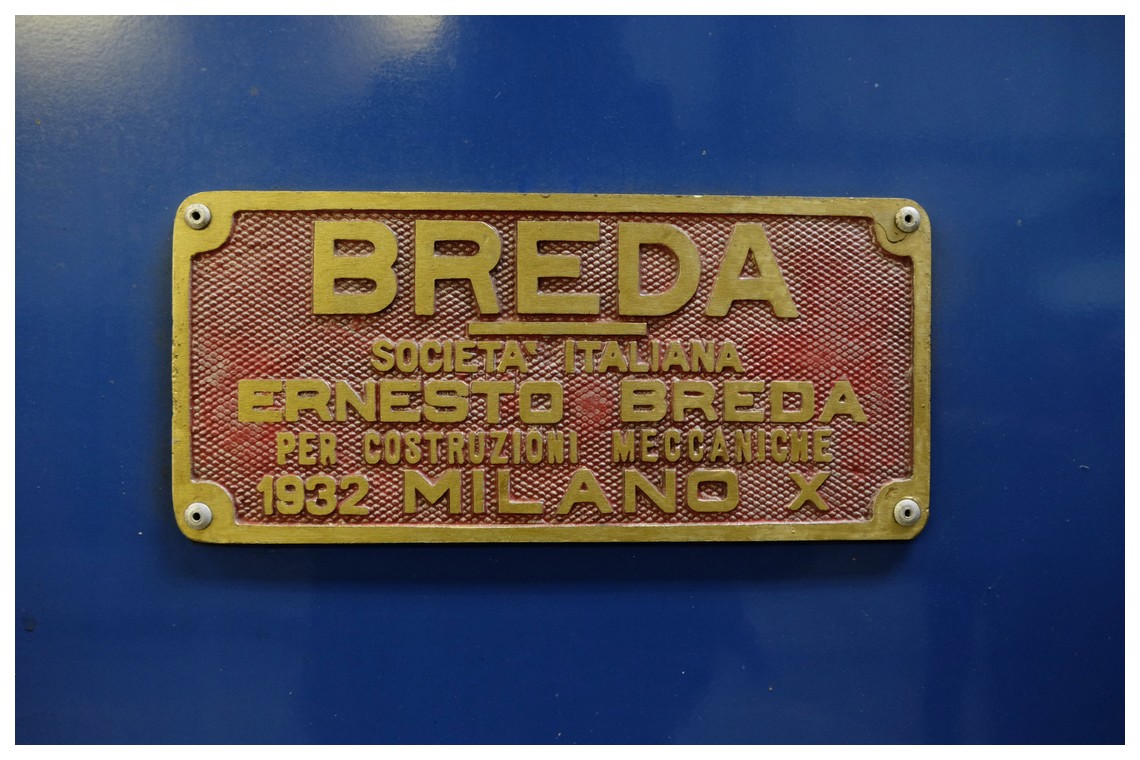 BREDA
SOCIETA' ITALIANA
ERNESTO BREDA
PER COSTRUZIONI MECCANICHE
1932 MILANO X